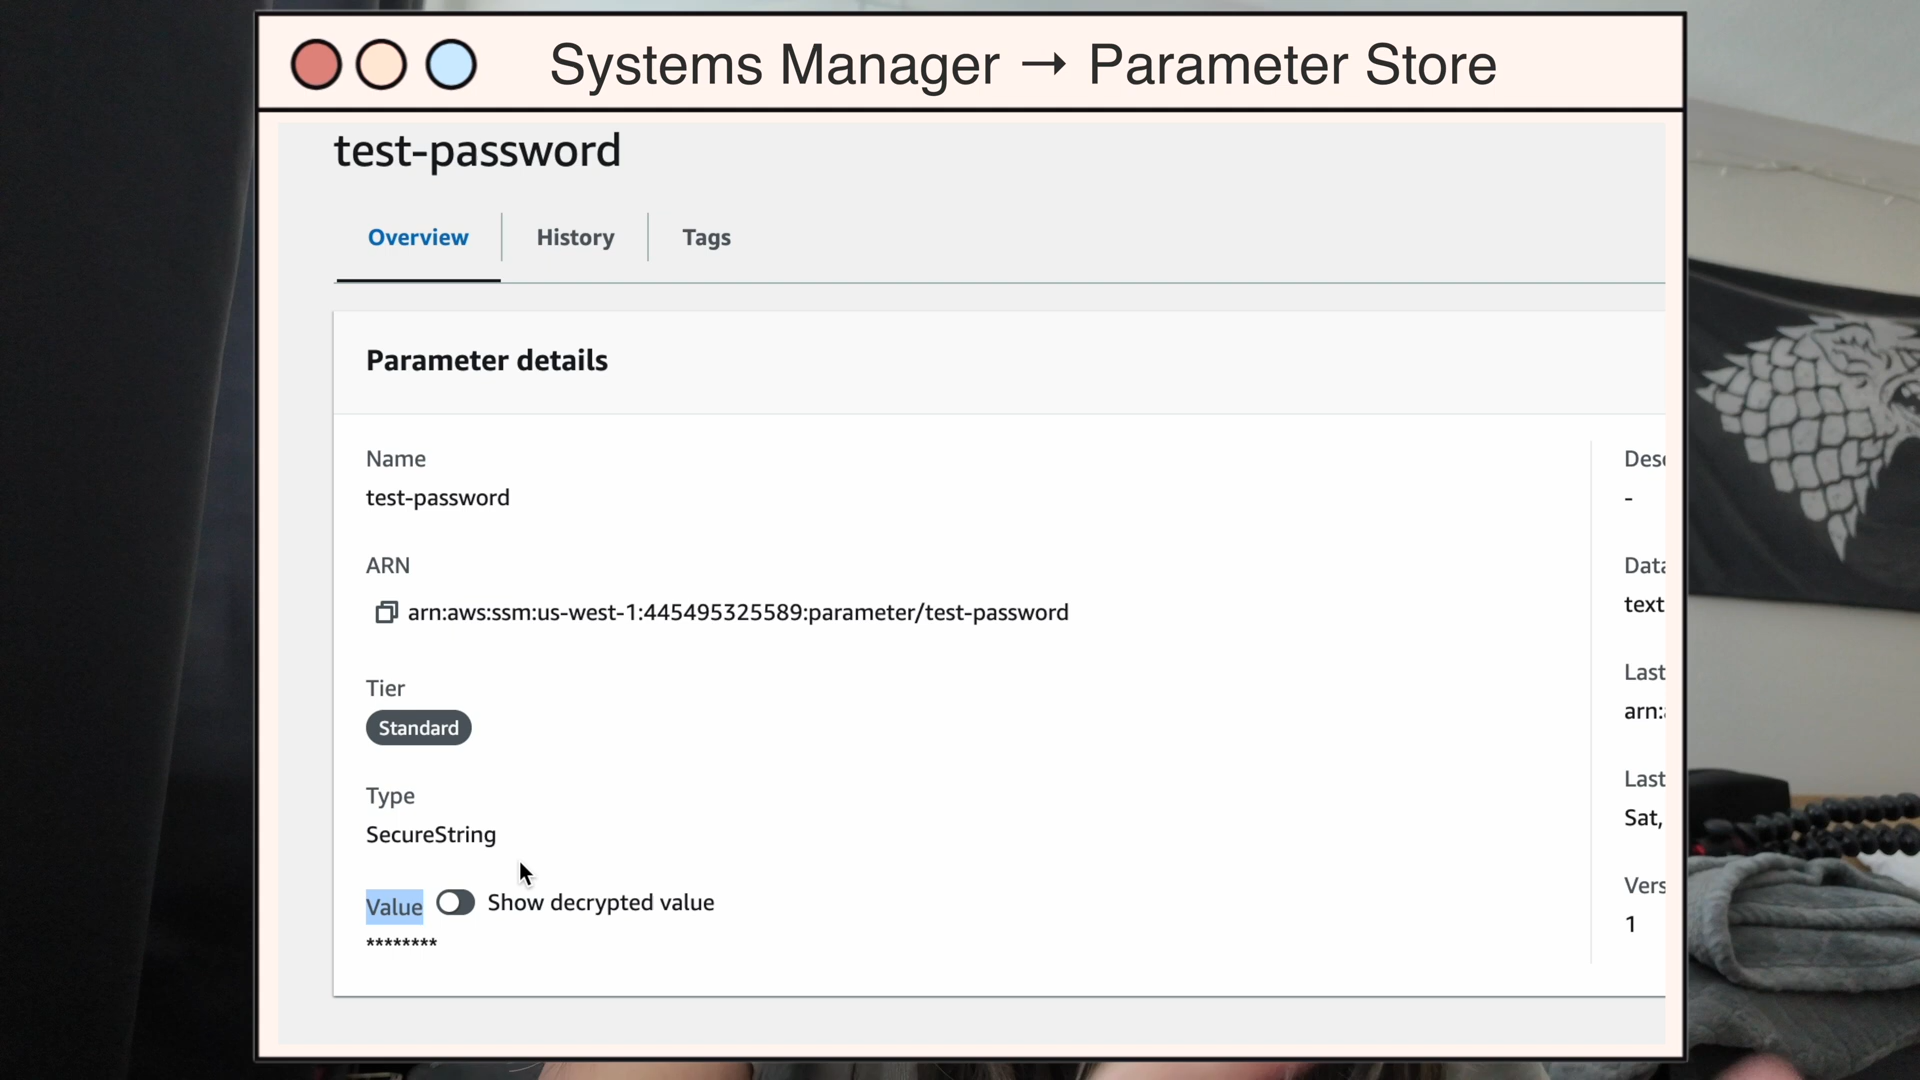 Systems Manager → Parameter Store
test-password
Overview
History
Tags
Parameter details
Name
test-password
ARN
arn:aws:ssm:us-west-1:445495325589:parameter/test-password
Tier
Standard
Type
SecureString
Value
Show decrypted value
********
-
text
Last
Sat,
1